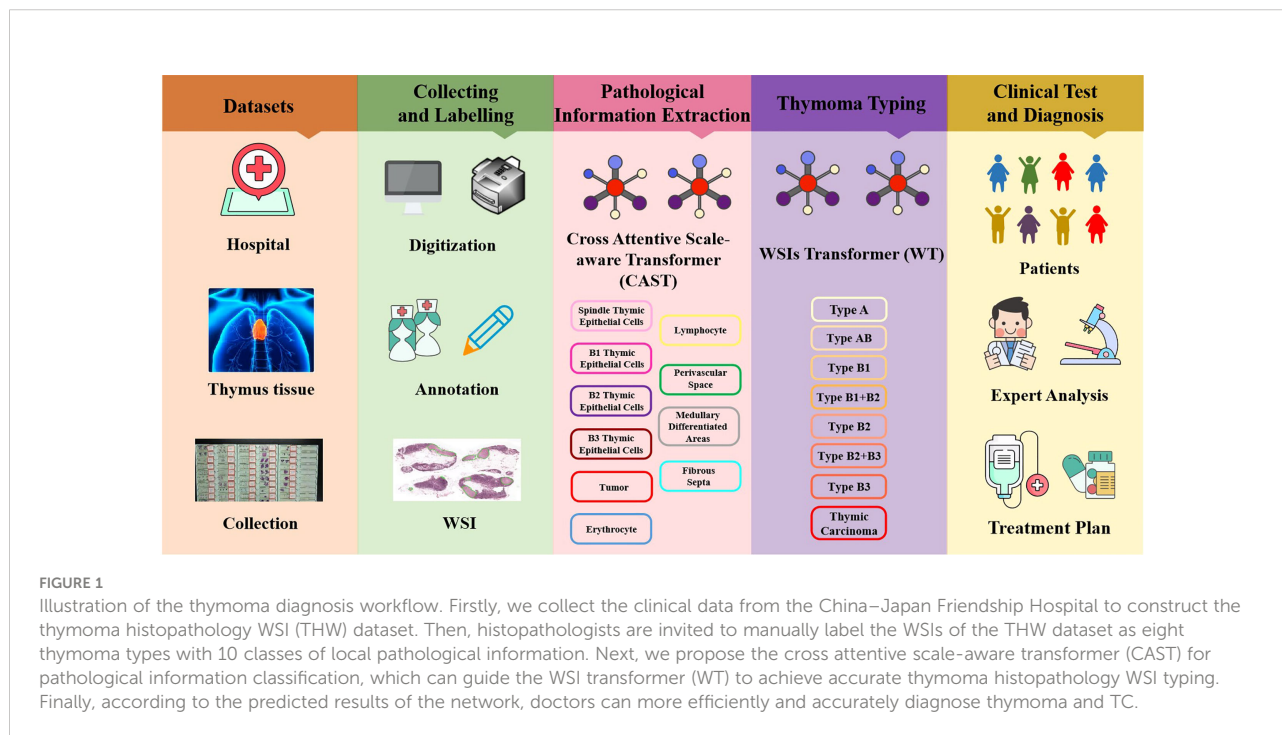 Datasets
Hospital
Thymus tissue
Collection
Collecting
and Labelling
Digitization
Annotation
WSI
Pathological
Information Extraction
Cross Attentive Scale-
aware Transformer
(CAST)
Spindle Thymic
Epithelial Cells
B1 Thymic
Epithelial Cells
B2 Thymic
Epithelial Cells
B3 Thymic
Epithelial Cells
Tumor
Erythrocyte
Lymphocyte
Perivascular
Space
Medullary
Differentiated
Areas
Fibrous
Septa
Thymoma Typing
WSIs Transformer (WT)
Type A
Type AB
Type B1
Type B1+B2
Type B2
Type B2+B3
Type B3
Thymic
Carcinoma
Clinical Test
and Diagnosis
Patients
Expert Analysis
Treatment Plan
FIGURE 1
Illustration of the thymoma diagnosis workflow. Firstly, we collect the clinical data from the China–Japan Friendship Hospital to construct the
thymoma histopathology WSI (THW) dataset. Then, histopathologists are invited to manually label the WSIs of the THW dataset as eight
thymoma types with 10 classes of local pathological information. Next, we propose the cross attentive scale-aware transformer (CAST) for
pathological information classification, which can guide the WSI transformer (WT) to achieve accurate thymoma histopathology WSI typing.
Finally, according to the predicted results of the network, doctors can more efficiently and accurately diagnose thymoma and TC.